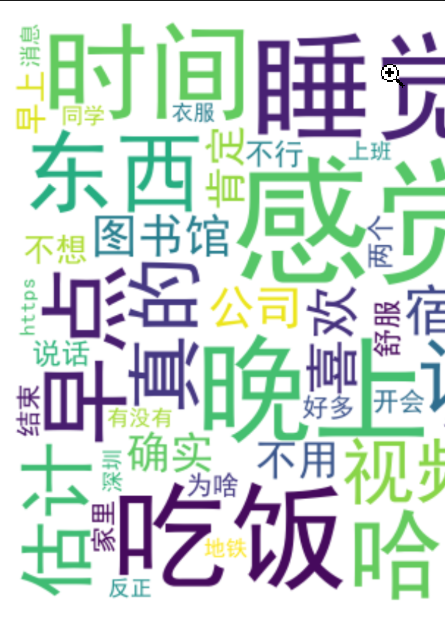 消息
时间
睡觉
早上
同学
衣服
东西
肯定
不行
上班
感觉
图书馆
不想
两个
https
早点
真的
公司
喜欢
宿
舒服
说话
晚上
结束
有没有
好多
开会
确实
不用
视频
估计
深圳
为啥
家里
吃饭
地铁
哈
反正